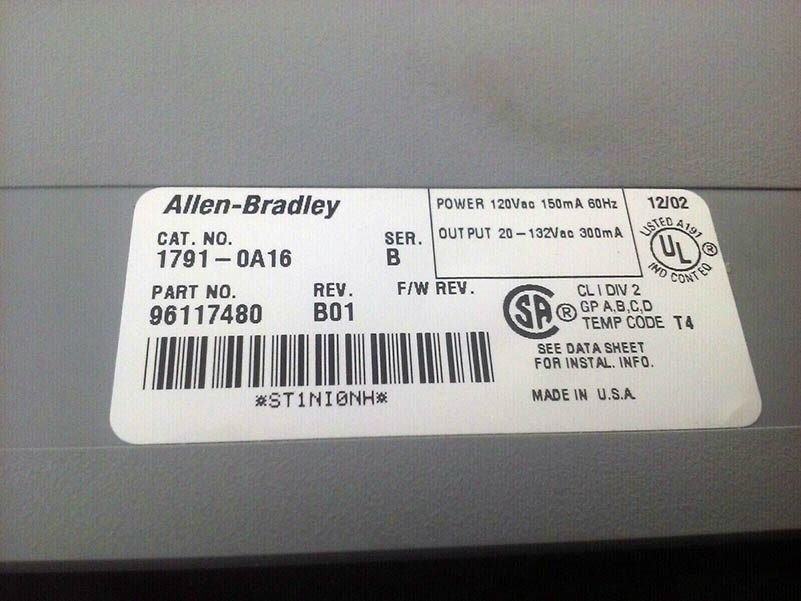 Allen-Bradley
CAT. NO.
SER.
1791-0A16
B
PART NO.
REV.
F/W REV.
96117480
B01
*ST1NI0NH*
POWER 120Vac 150mA 60Hz
OUTPUT 20-132Vac 300mA
12/02
LISTED A191
UL ®
IND CONT EQ
SA ®
CL I DIV 2
GP A,B,C,D
TEMP CODE T4
SEE DATA SHEET
FOR INSTAL. INFO.
MADE IN U.S.A.